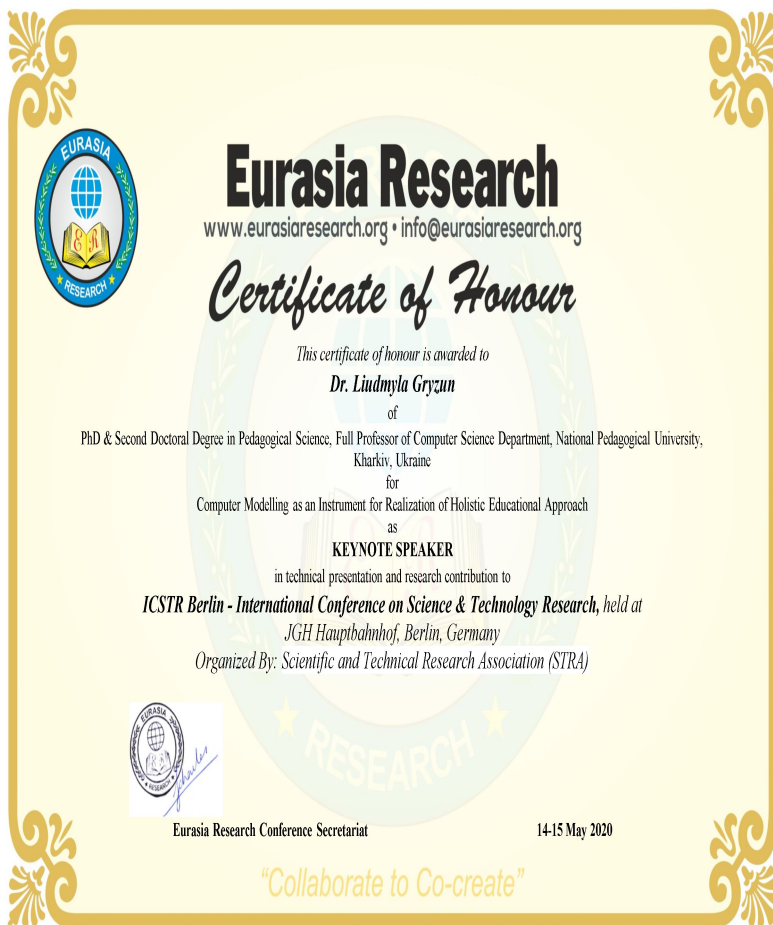 EURASIA
E R
RESEARCH
Eurasia Research
www.eurasiaresearch.org • info@eurasiaresearch.org
Certificate of Honour
This certificate of honour is awarded to
Dr. Liudmyla Gryzun
of
PhD & Second Doctoral Degree in Pedagogical Science, Full Professor of Computer Science Department, National Pedagogical University,
Kharkiv, Ukraine
for
Computer Modelling as an Instrument for Realization of Holistic Educational Approach
as
KEYNOTE SPEAKER
in technical presentation and research contribution to
ICSTR Berlin - International Conference on Science & Technology Research, held at
JGH Hauptbahnhof, Berlin, Germany
Organized By: Scientific and Technical Research Association (STRA)
RESEARCH
EURASIA
RESEARCH
Eurasia Research Conference Secretariat 14-15 May 2020
"Collaborate to Co-create"